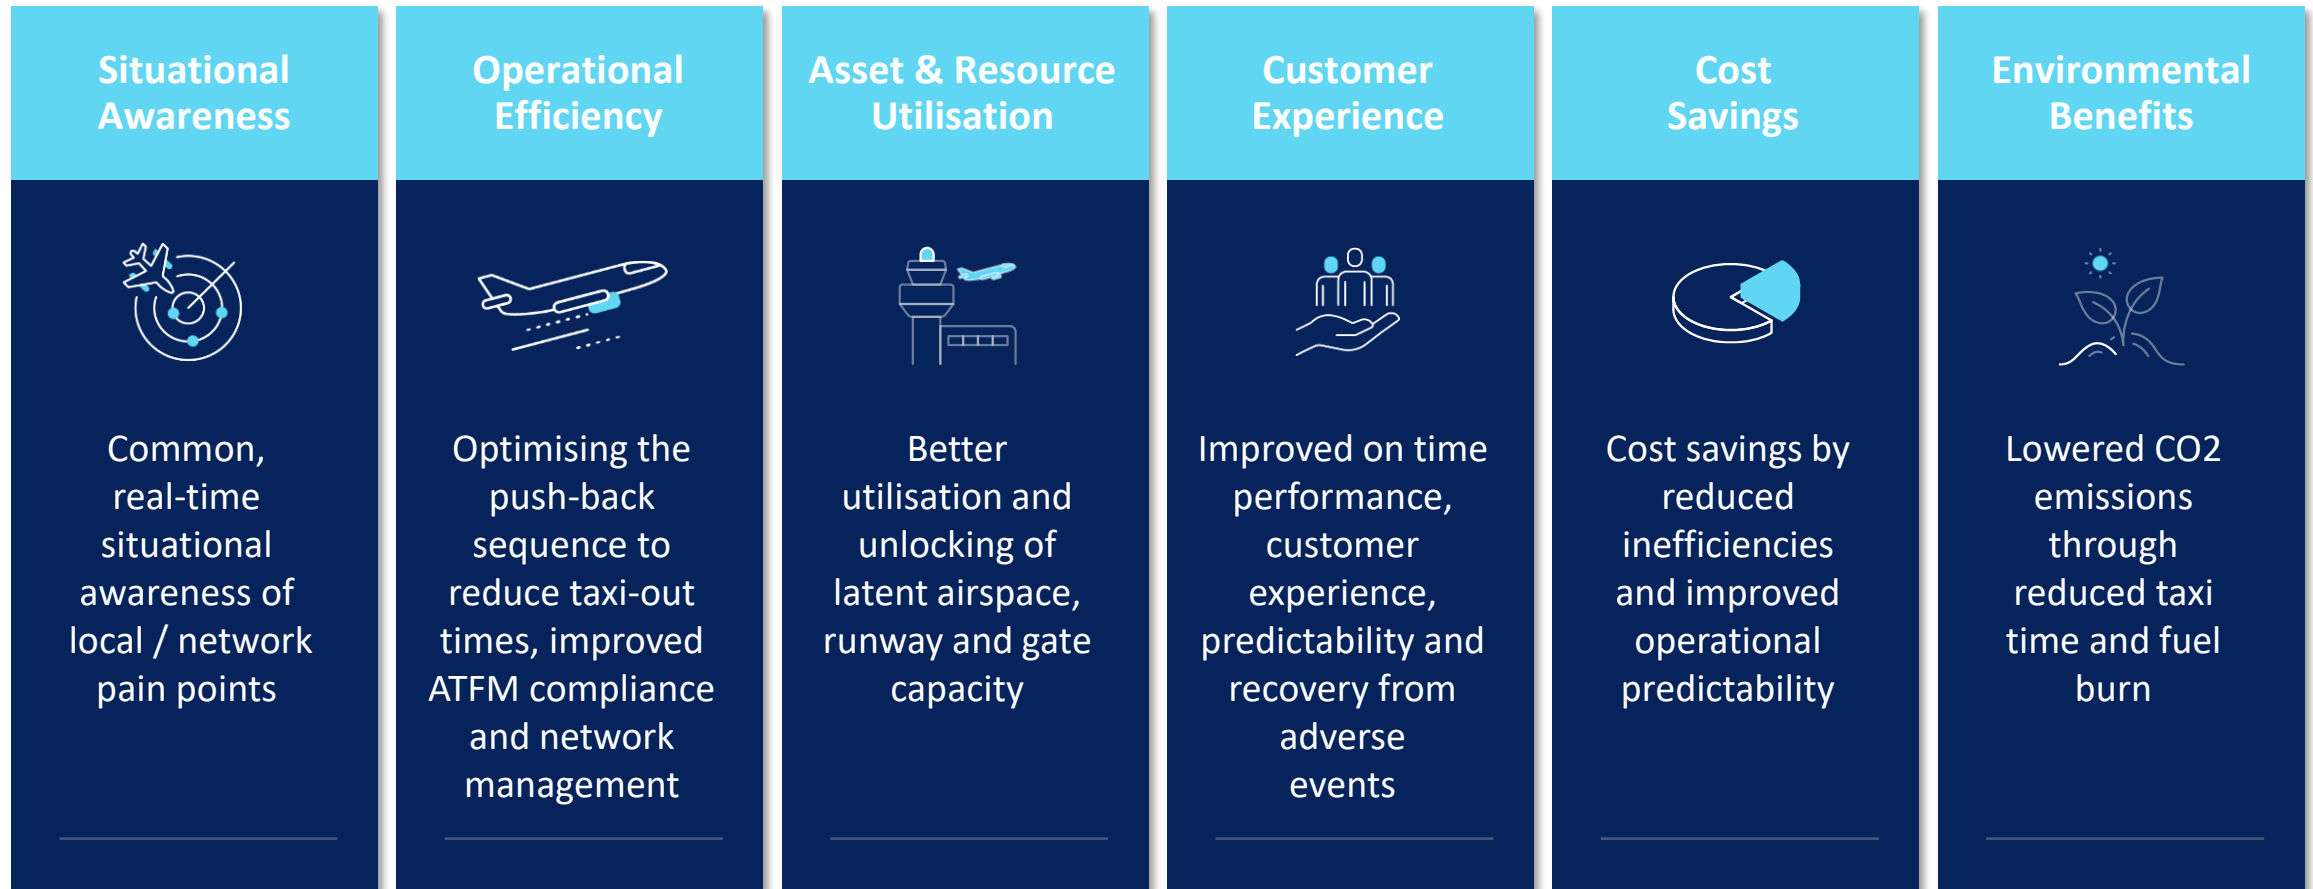 Situational
Awareness
Common,
real-time
situational
awareness of
local / network
pain points
Operational
Efficiency
Optimising the
push-back
sequence to
reduce taxi-out
times, improved
ATFM compliance
and network
management
Asset & Resource
Utilisation
Better
utilisation and
unlocking of
latent airspace,
runway and gate
capacity
Customer
Experience
Improved on time
performance,
customer
experience,
predictability and
recovery from
adverse
events
Cost
Savings
Cost savings by
reduced
inefficiencies
and improved
operational
predictability
Environmental
Benefits
Lowered CO2
emissions
through
reduced taxi
time and fuel
burn